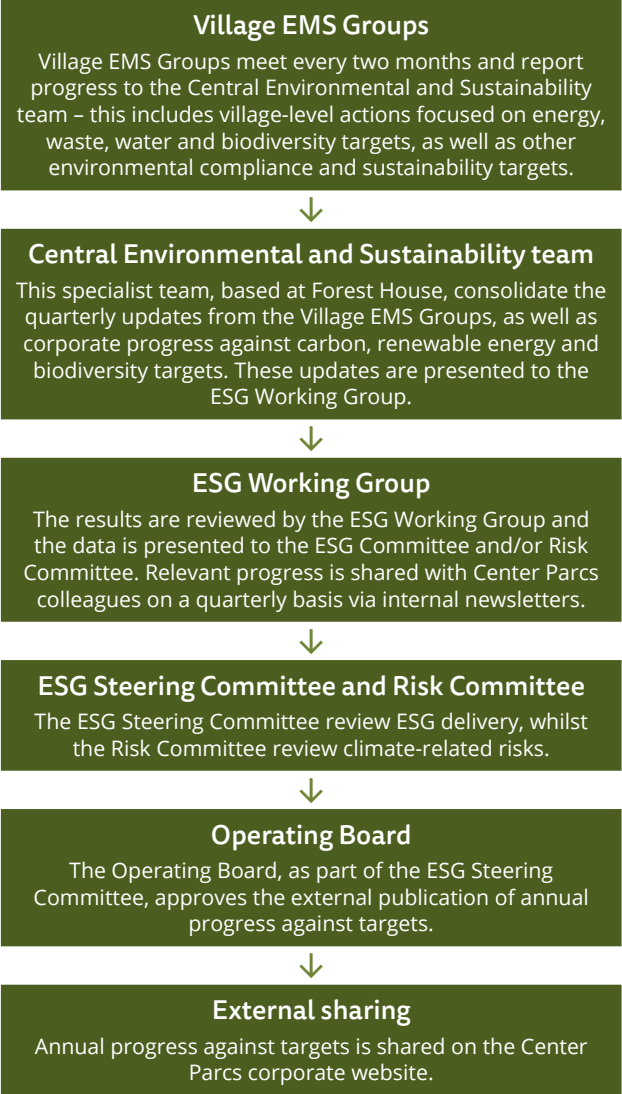 Village EMS Groups
Village EMS Groups meet every two months and report
progress to the Central Environmental and Sustainability
team – this includes village-level actions focused on energy,
waste, water and biodiversity targets, as well as other
environmental compliance and sustainability targets.
Central Environmental and Sustainability team
This specialist team, based at Forest House, consolidate the
quarterly updates from the Village EMS Groups, as well as
corporate progress against carbon, renewable energy and
biodiversity targets. These updates are presented to the
ESG Working Group.
ESG Working Group
The results are reviewed by the ESG Working Group and
the data is presented to the ESG Committee and/or Risk
Committee. Relevant progress is shared with Center Parcs
colleagues on a quarterly basis via internal newsletters.
ESG Steering Committee and Risk Committee
The ESG Steering Committee review ESG delivery, whilst
the Risk Committee review climate-related risks.
Operating Board
The Operating Board, as part of the ESG Steering
Committee, approves the external publication of annual
progress against targets.
External sharing
Annual progress against targets is shared on the Center
Parcs corporate website.